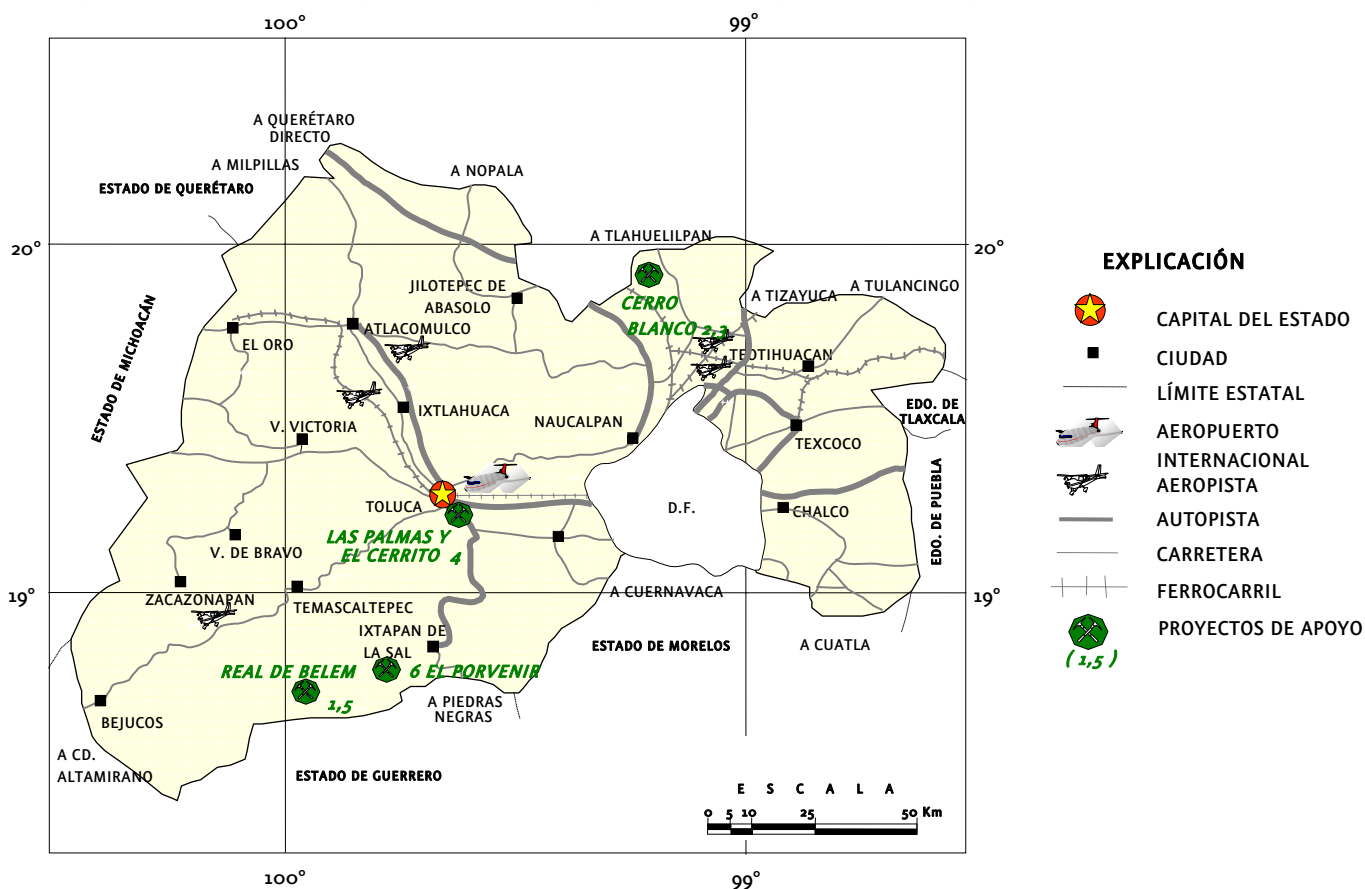 100°
99°
A QUERÉTARO
DIRECTO
A MILPILLAS
A NOPALA
ESTADO DE QUERÉTARO
20°
20°
A TLAHUELILPAN
JILOTEPEC DE
ABASOLO
CERRO
BLANCO 2,3
A TIZAYUCA
A TULANCINGO
ATLACOMULCO
EL ORO
TEOTIHUACAN
ESTADO DE MICHOACÁN
IXTLAHUACA
V. VICTORIA
NAUCALPAN
TEXCOCO
EDO. DE
TLAXCALA
TOLUCA
D.F.
CHALCO
EDO. DE PUEBLA
LAS PALMAS Y
EL CERRITO 4
V. DE BRAVO
ZACAZONAPAN
TEMASCALTEPEC
A CUERNAVACA
19°
19°
IXTAPAN DE
LA SAL
ESTADO DE MORELOS
A CUATLA
REAL DE BELEM
1,5
6 EL PORVENIR
A PIEDRAS
NEGRAS
BEJUCOS
A CD.
ALTAMIRANO
ESTADO DE GUERRERO
E S C A L A
0 5 10 25 50 Km
100°
99°
EXPLICACIÓN
CAPITAL DEL ESTADO
CIUDAD
LÍMITE ESTATAL
AEROPUERTO
INTERNACIONAL
AEROPISTA
AUTOPISTA
CARRETERA
FERROCARRIL
PROYECTOS DE APOYO
( 1,5 )